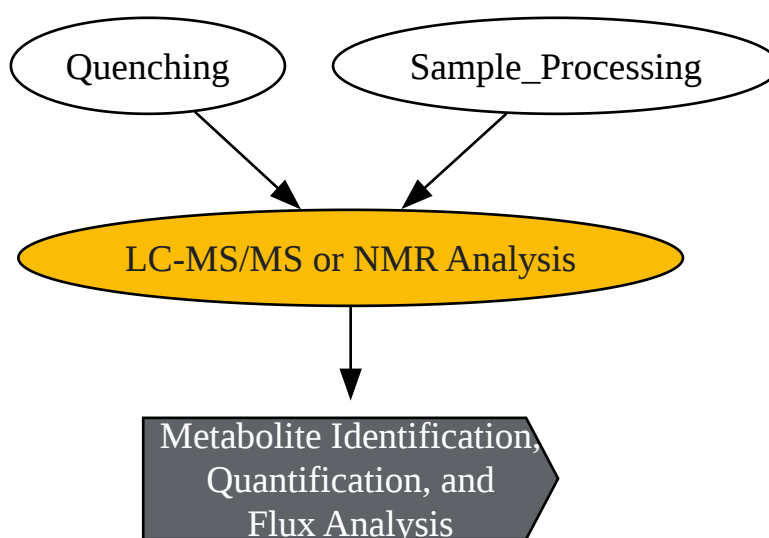 Quenching
Sample_Processing
LC-MS/MS or NMR Analysis
Metabolite Identification,
Quantification, and
Flux Analysis